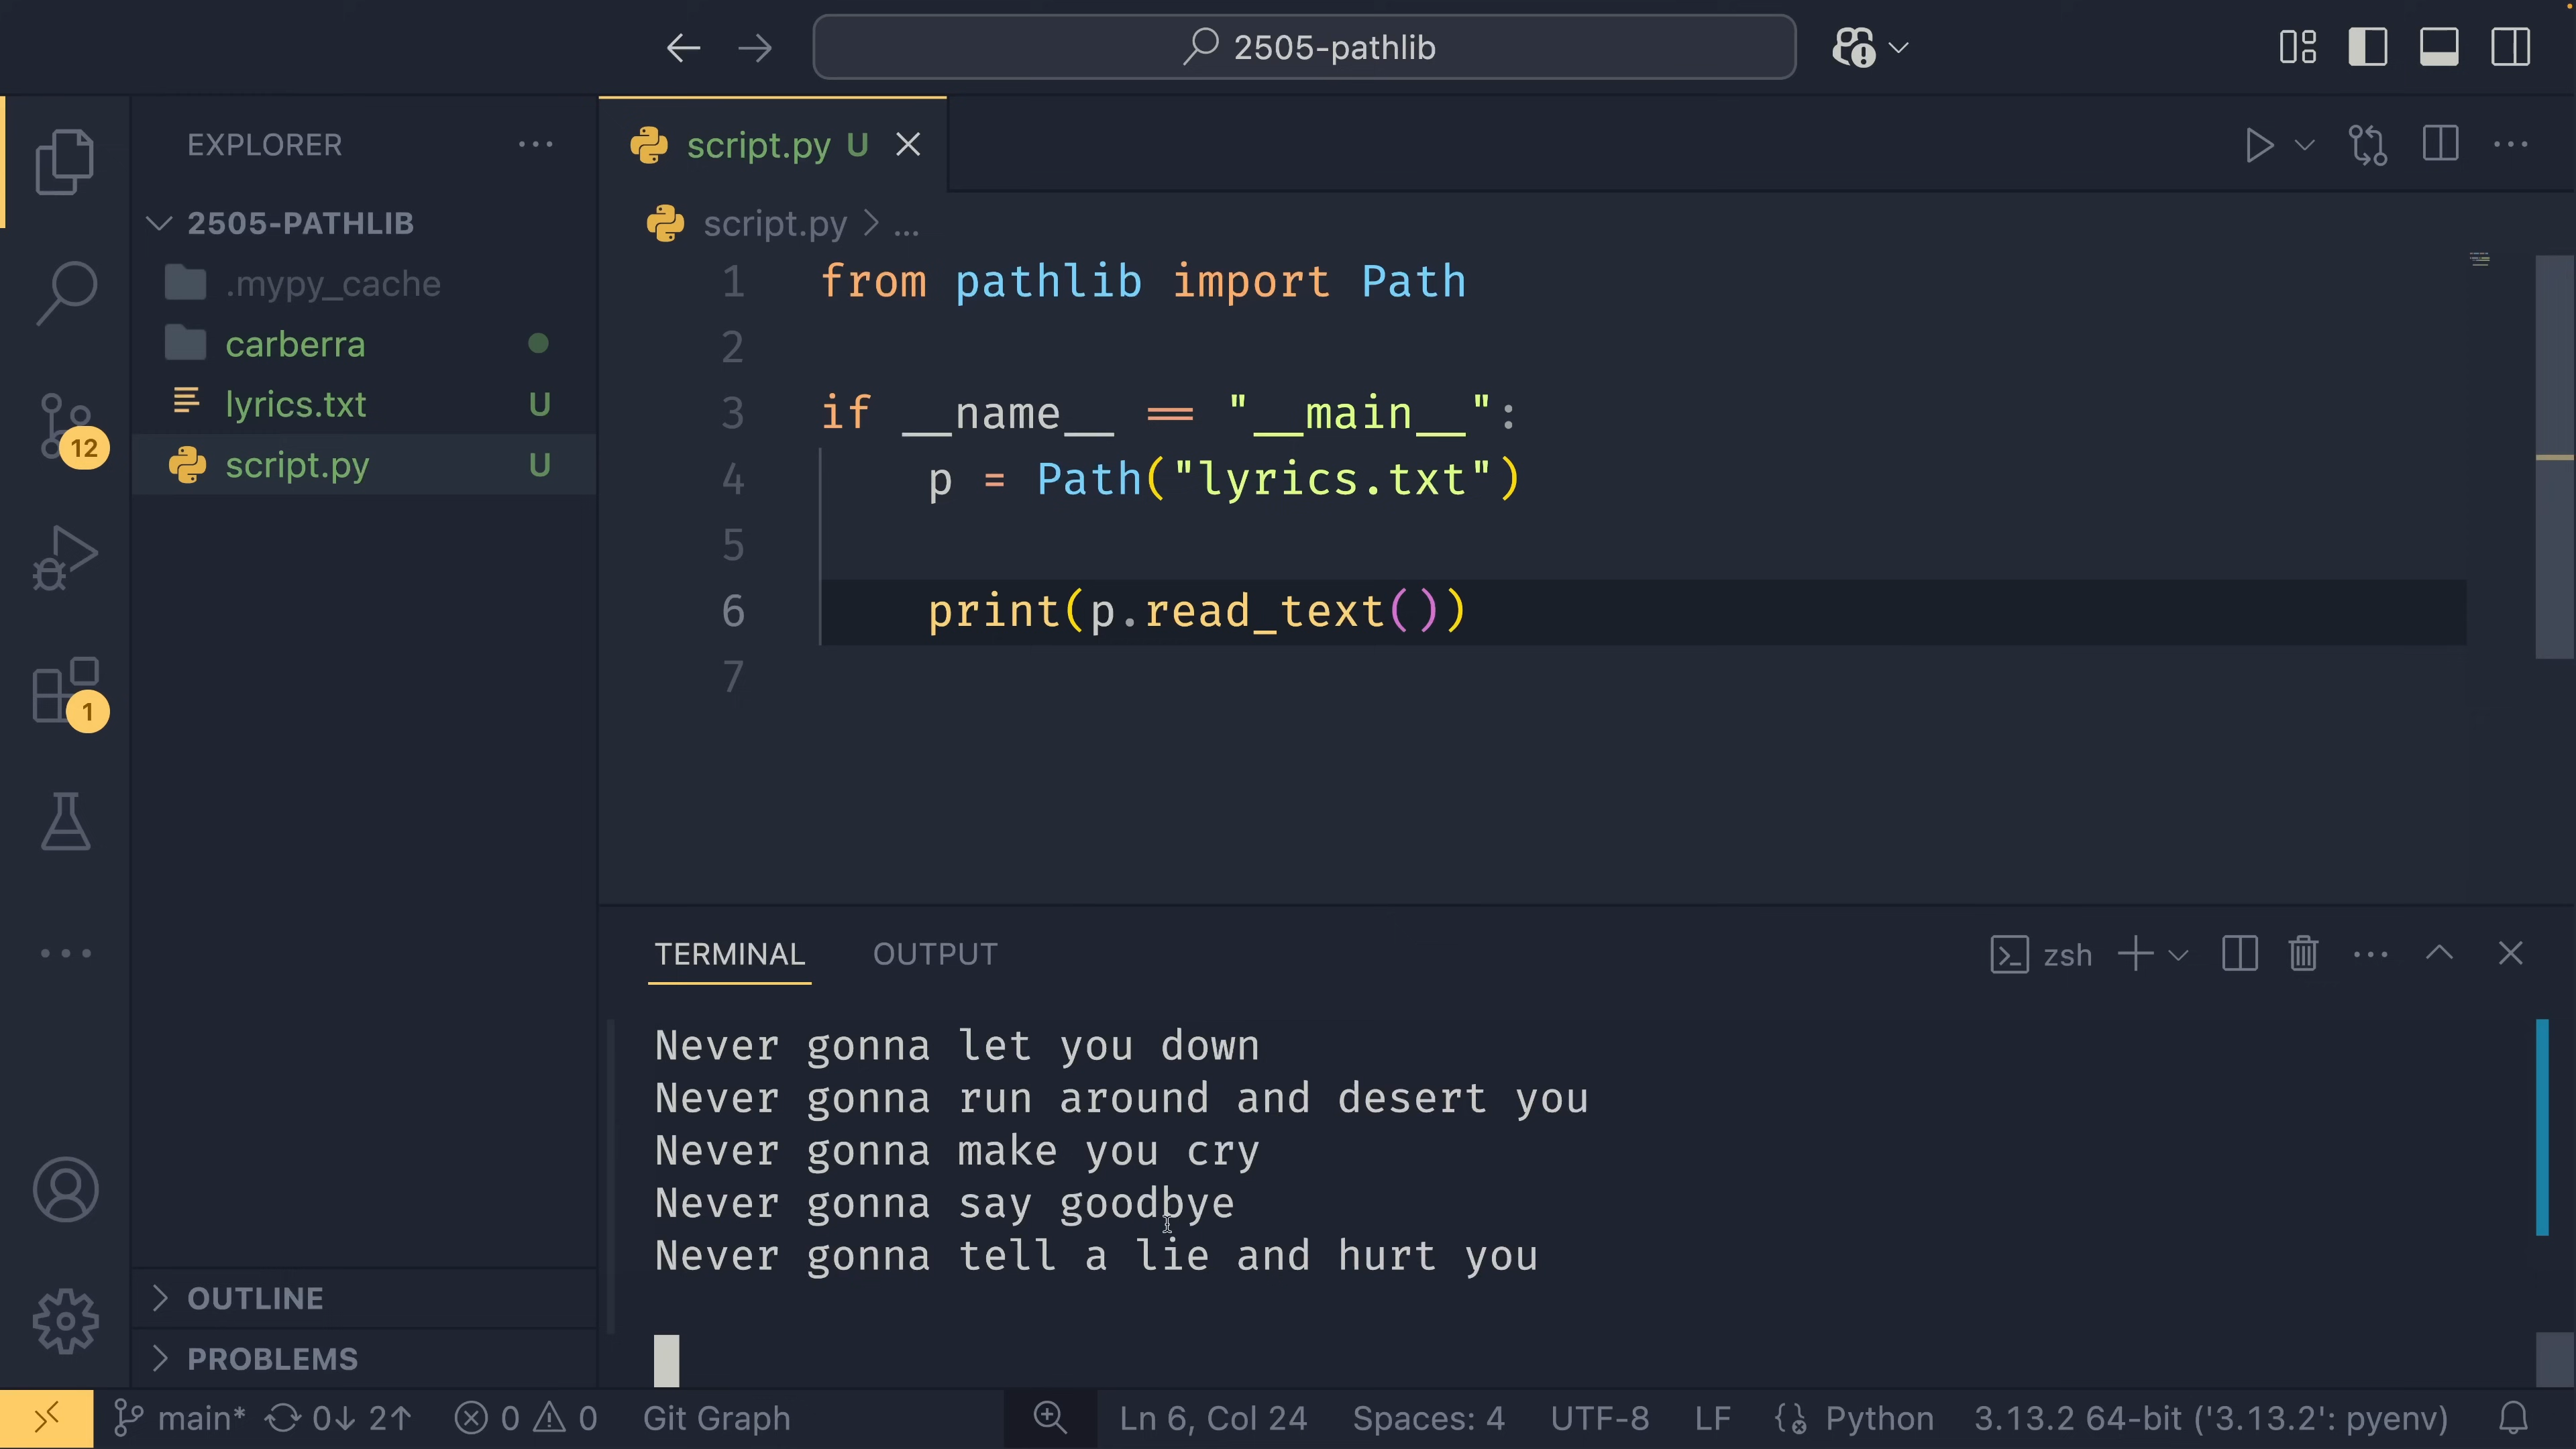 2505-pathlib
EXPLORER
2505-PATHLIB
.mypy_cache
carberra
lyrics.txt U
script.py U
12
1
OUTLINE
PROBLEMS
script.py U
script.py > ...
1 from pathlib import Path
2
3 if __name__ == "__main__":
4 p = Path("lyrics.txt")
5
6 print(p.read_text())
7
TERMINAL OUTPUT zsh
Never gonna let you down
Never gonna run around and desert you
Never gonna make you cry
Never gonna say goodbye
Never gonna tell a lie and hurt you
main* 0↓ 2↑ 0 0 Git Graph Ln 6, Col 24 Spaces: 4 UTF-8 LF Python 3.13.2 64-bit ('3.13.2': pyenv)